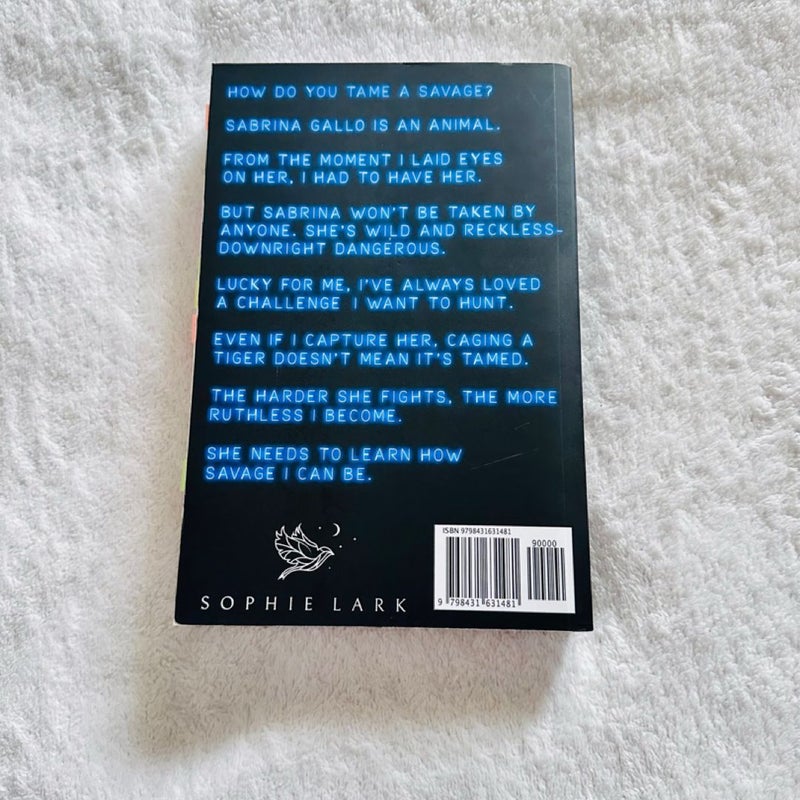 HOW DO YOU TAME A SAVAGE?
SABRINA GALLO IS AN ANIMAL.
FROM THE MOMENT I LAID EYES
ON HER, I HAD TO HAVE HER.
BUT SABRINA WON'T BE TAKEN BY
ANYONE. SHE'S WILD AND RECKLESS-
DOWNRIGHT DANGEROUS.
LUCKY FOR ME, I'VE ALWAYS LOVED
A CHALLENGE I WANT TO HUNT.
EVEN IF I CAPTURE HER, CAGING A
TIGER DOESN'T MEAN IT'S TAMED.
THE HARDER SHE FIGHTS, THE MORE
RUTHLESS I BECOME.
SHE NEEDS TO LEARN HOW
SAVAGE I CAN BE.
SOPHIE LARK
ISBN 9798431631481
90000
9 798431 631481